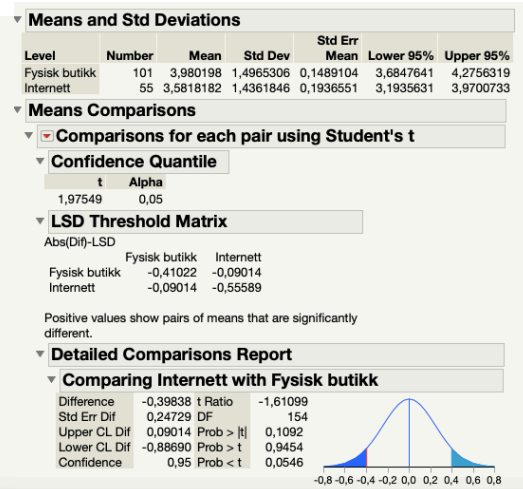 Means and Std Deviations
Std Err
Level Number Mean Std Dev Mean Lower 95% Upper 95%
Fysisk butikk 101 3,980198 1,4965306 0,1489104 3,6847641 4,2756319
Internett 55 3,5818182 1,4361846 0,1936551 3,1935631 3,9700733
Means Comparisons
Comparisons for each pair using Student's t
Confidence Quantile
t Alpha
1,97549 0,05
LSD Threshold Matrix
Abs(Dif)-LSD
Fysisk butikk Internett
Fysisk butikk -0,41022 -0,09014
Internett -0,09014 -0,55589
Positive values show pairs of means that are significantly
different.
Detailed Comparisons Report
Comparing Internett with Fysisk butikk
Difference -0,39838 t Ratio -1,61099
Std Err Dif 0,24729 DF 154
Upper CL Dif 0,09014 Prob > |t| 0,1092
Lower CL Dif -0,88690 Prob > t 0,9454
Confidence 0,95 Prob < t 0,0546
-0,8 -0,6 -0,4 -0,2 0,0 0,2 0,4 0,6 0,8